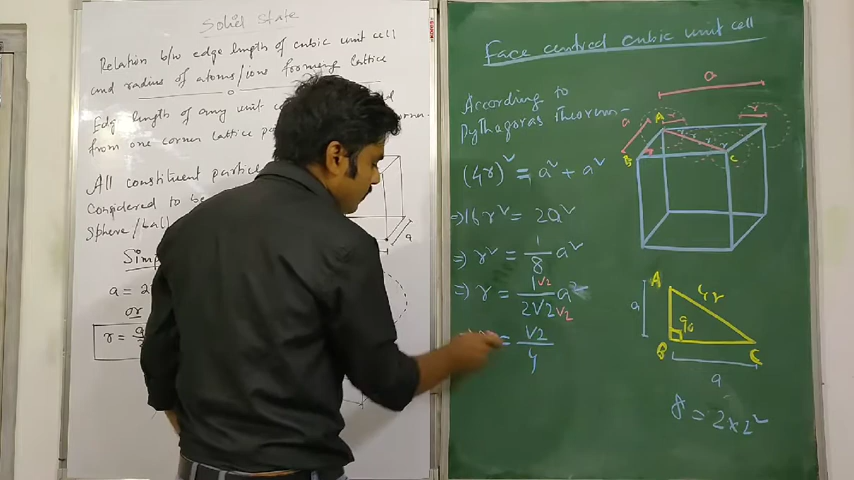 Solid State
Relation b/w edge length of cubic unit cell
and radius of atoms/ions forming lattice
Edge length of any unit
from one corner lattice
corner.
All constituent particle
Considered to be
Sphere/ball
a = 2
or
r = a
a
Face centred cubic unit cell
According to
Pythagoras theorem-
(4r)² = a² + a²
⇒ 16r² = 2a²
⇒ r² = 1/8 a²
⇒ r = 1√2/2√2√2 a
= √2/4
a
r
a
A
B
C
A
4r
a
90
B
C
a
8 = 2×2²